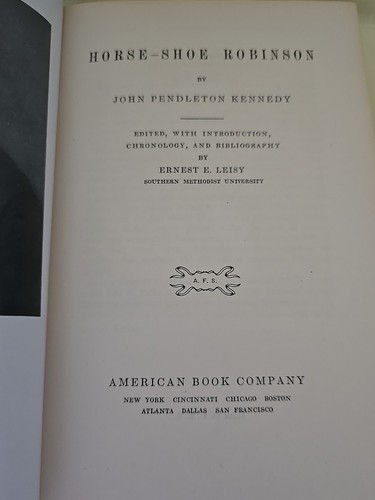 HORSE-SHOE ROBINSON
BY
JOHN PENDLETON KENNEDY
EDITED, WITH INTRODUCTION,
CHRONOLOGY, AND BIBLIOGRAPHY
BY
ERNEST E. LEISY
SOUTHERN METHODIST UNIVERSITY
A. F. S.
AMERICAN BOOK COMPANY
NEW YORK CINCINNATI CHICAGO BOSTON
ATLANTA DALLAS SAN FRANCISCO